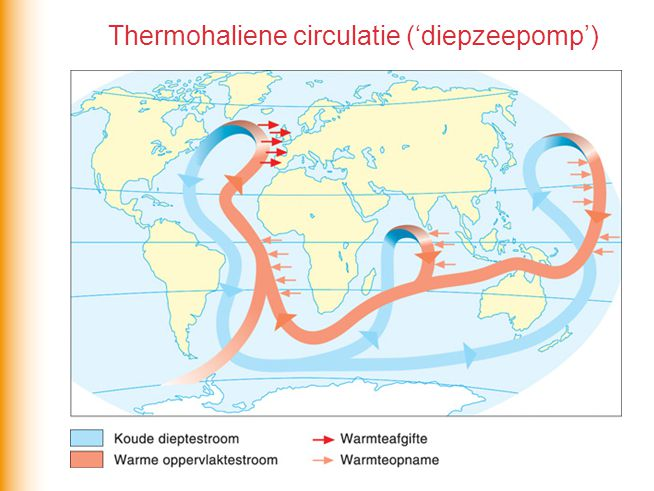 Thermohaliene circulatie (‘diepzeepomp’)
Koude dieptestroom
Warmteafgifte
Warme oppervlaktestroom
Warmteopname